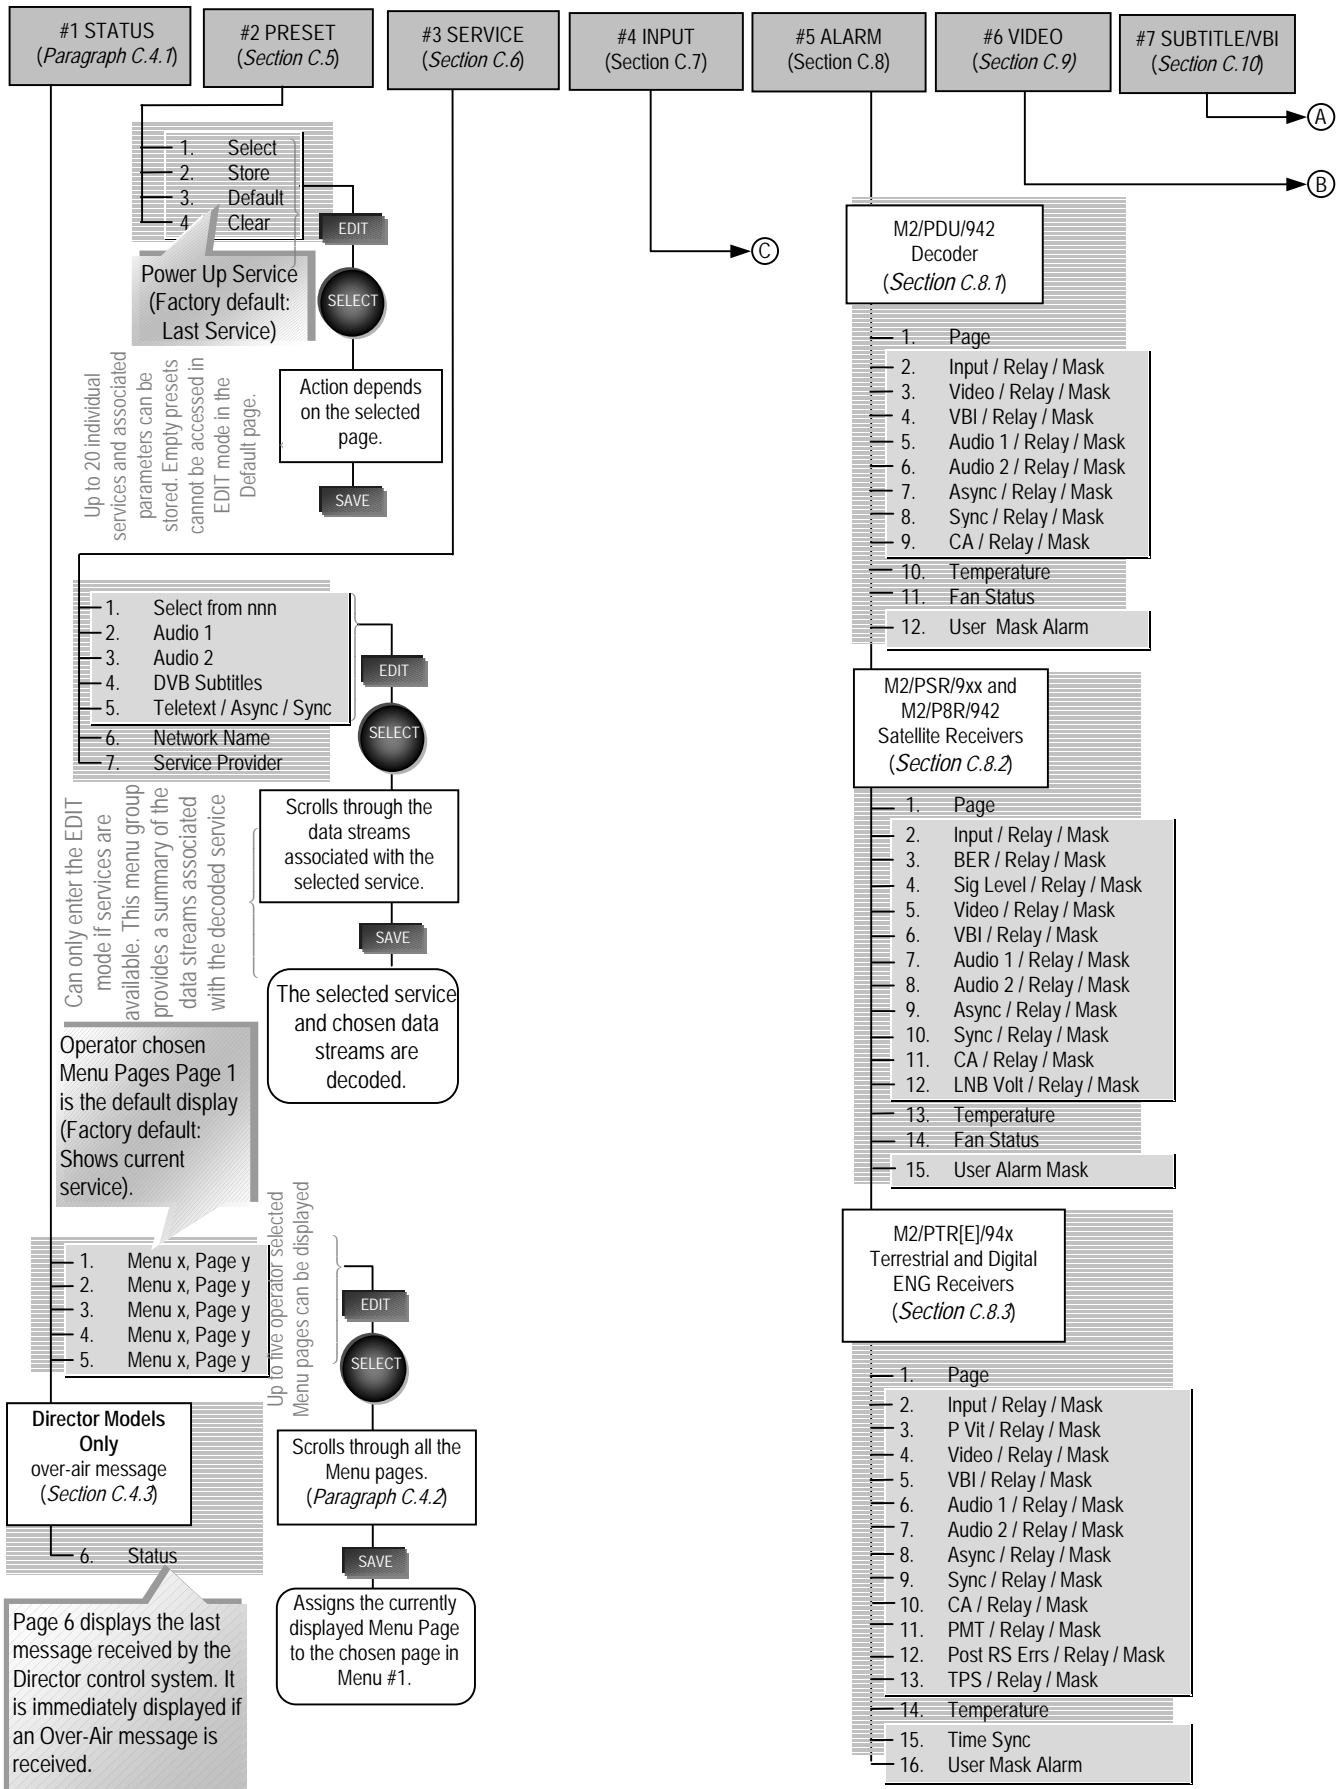 #1 STATUS
(Paragraph C.4.1)
#2 PRESET
(Section C.5)
#3 SERVICE
(Section C.6)
#4 INPUT
(Section C.7)
#5 ALARM
(Section C.8)
#6 VIDEO
(Section C.9)
#7 SUBTITLE/VBI
(Section C.10)
A
B
C
1. Select
2. Store
3. Default
4. Clear
EDIT
SELECT
Power Up Service
(Factory default:
Last Service)
Action depends
on the selected
page.
SAVE
Up to 20 individual
services and associated
parameters can be
stored. Empty presets
cannot be accessed in
EDIT mode in the
Default page.
1. Select from nnn
2. Audio 1
3. Audio 2
4. DVB Subtitles
5. Teletext / Async / Sync
6. Network Name
7. Service Provider
EDIT
SELECT
Scrolls through the
data streams
associated with the
selected service.
SAVE
The selected service
and chosen data
streams are
decoded.
Can only enter the EDIT
mode if services are
available. This menu group
provides a summary of the
data streams associated
with the decoded service
Operator chosen
Menu Pages Page 1
is the default display
(Factory default:
Shows current
service).
1. Menu x, Page y
2. Menu x, Page y
3. Menu x, Page y
4. Menu x, Page y
5. Menu x, Page y
Up to five operator selected
Menu pages can be displayed
EDIT
SELECT
Scrolls through all the
Menu pages.
(Paragraph C.4.2)
SAVE
Assigns the currently
displayed Menu Page
to the chosen page in
Menu #1.
Director Models
Only
over-air message
(Section C.4.3)
6. Status
Page 6 displays the last
message received by the
Director control system. It
is immediately displayed if
an Over-Air message is
received.
M2/PDU/942
Decoder
(Section C.8.1)
1. Page
2. Input / Relay / Mask
3. Video / Relay / Mask
4. VBI / Relay / Mask
5. Audio 1 / Relay / Mask
6. Audio 2 / Relay / Mask
7. Async / Relay / Mask
8. Sync / Relay / Mask
9. CA / Relay / Mask
10. Temperature
11. Fan Status
12. User Mask Alarm
M2/PSR/9xx and
M2/P8R/942
Satellite Receivers
(Section C.8.2)
1. Page
2. Input / Relay / Mask
3. BER / Relay / Mask
4. Sig Level / Relay / Mask
5. Video / Relay / Mask
6. VBI / Relay / Mask
7. Audio 1 / Relay / Mask
8. Audio 2 / Relay / Mask
9. Async / Relay / Mask
10. Sync / Relay / Mask
11. CA / Relay / Mask
12. LNB Volt / Relay / Mask
13. Temperature
14. Fan Status
15. User Alarm Mask
M2/PTR[E]/94x
Terrestrial and Digital
ENG Receivers
(Section C.8.3)
1. Page
2. Input / Relay / Mask
3. P Vit / Relay / Mask
4. Video / Relay / Mask
5. VBI / Relay / Mask
6. Audio 1 / Relay / Mask
7. Audio 2 / Relay / Mask
8. Async / Relay / Mask
9. Sync / Relay / Mask
10. CA / Relay / Mask
11. PMT / Relay / Mask
12. Post RS Errs / Relay / Mask
13. TPS / Relay / Mask
14. Temperature
15. Time Sync
16. User Mask Alarm